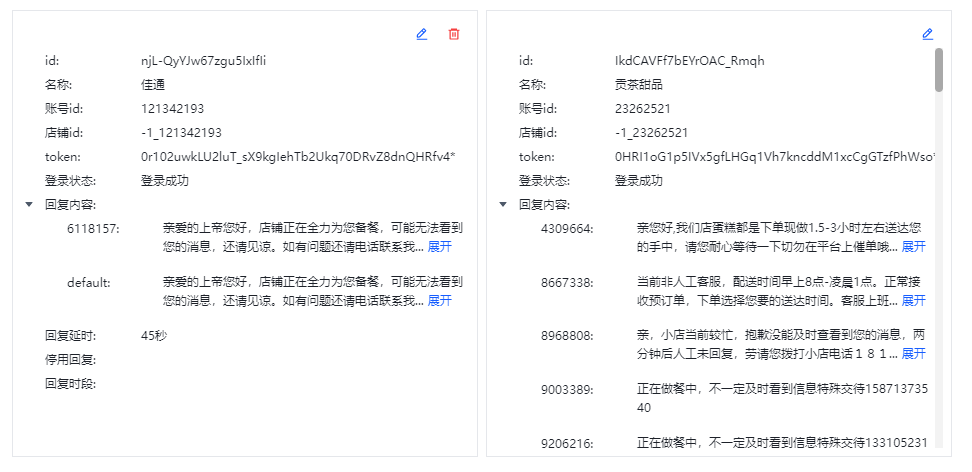 id: njL-QyYJw67zgu5IxIfIi
名称: 佳通
账号id: 121342193
店铺id: -1_121342193
token: 0r102uwkLU2luT_sX9kgIehTb2Ukq70DRvZ8dnQHRfv4*
登录状态: 登录成功
回复内容:
6118157: 亲爱的上帝您好，店铺正在全力为您备餐，可能无法看到
您的消息，还请见谅。如有问题还请电话联系我... 展开
default: 亲爱的上帝您好，店铺正在全力为您备餐，可能无法看到
您的消息，还请见谅。如有问题还请电话联系我... 展开
回复延时: 45秒
停用回复:
回复时段:
id: IkdCAVFf7bEYrOAC_Rmqh
名称: 贡茶甜品
账号id: 23262521
店铺id: -1_23262521
token: 0HRI1oG1p5IVx5gfLHGq1Vh7kncddM1xcCgGTzfPhWso*
登录状态: 登录成功
回复内容:
4309664: 亲您好,我们店蛋糕都是下单现做1.5-3小时左右送达您
的手中，请您耐心等待一下切勿在平台上催单哦... 展开
8667338: 当前非人工客服，配送时间早上8点-凌晨1点。正常接
收预订单，下单选择您要的送达时间。客服上班... 展开
8968808: 亲，小店当前较忙，抱歉没能及时查看到您的消息，两
分钟后人工未回复，劳请您拨打小店电话１８１... 展开
9003389: 正在做餐中，不一定及时看到信息特殊交待158713735
40
9206216: 正在做餐中，不一定及时看到信息特殊交待133105231